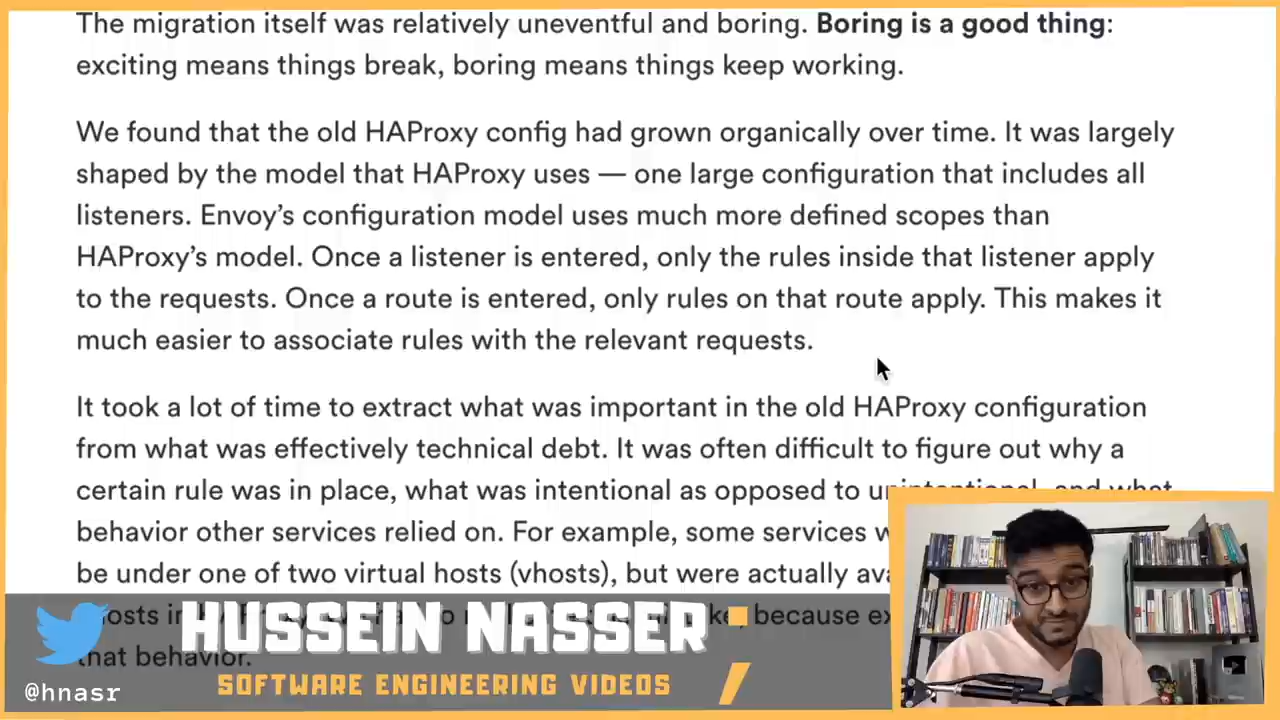 The migration itself was relatively uneventful and boring. Boring is a good thing:
exciting means things break, boring means things keep working.
We found that the old HAProxy config had grown organically over time. It was largely
shaped by the model that HAProxy uses — one large configuration that includes all
listeners. Envoy's configuration model uses much more defined scopes than
HAProxy's model. Once a listener is entered, only the rules inside that listener apply
to the requests. Once a route is entered, only rules on that route apply. This makes it
much easier to associate rules with the relevant requests.
It took a lot of time to extract what was important in the old HAProxy configuration
from what was effectively technical debt. It was often difficult to figure out why a
certain rule was in place, what was intentional as opposed to unintentional, and what
behavior other services relied on. For example, some services
be under one of two virtual hosts (vhosts), but were actually
because
that behavior.
HUSSEIN NASSER
SOFTWARE ENGINEERING VIDEOS
@hnasr